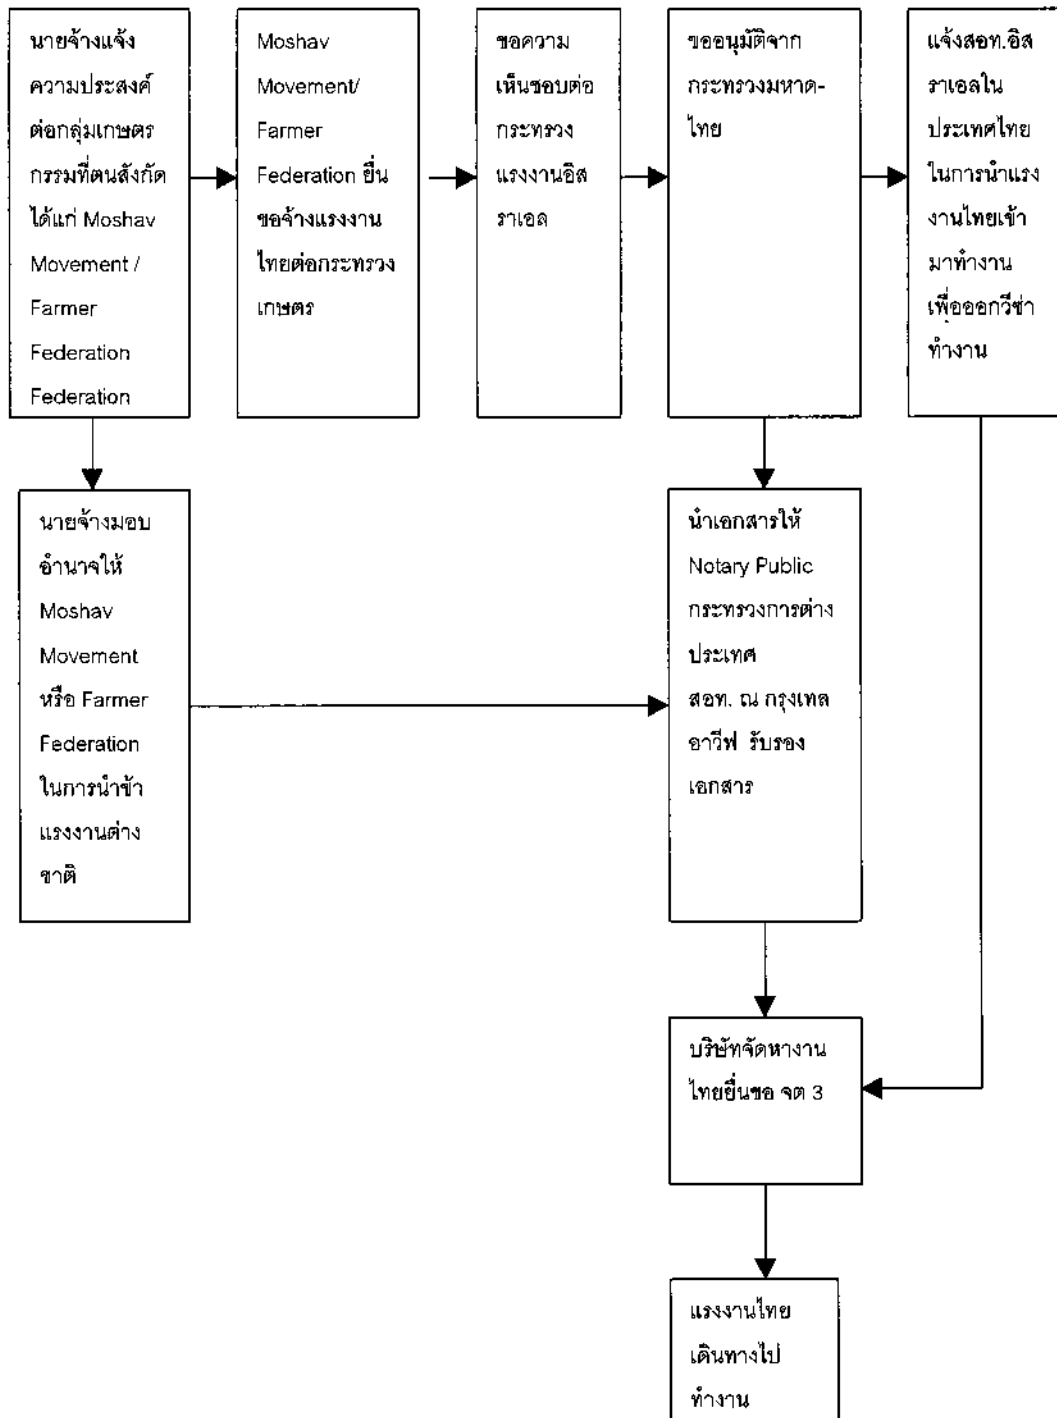 นายจ้างแจ้ง
ความประสงค์
ต่อกลุ่มเกษตร
กรรมที่ตนสังกัด
ได้แก่ Moshav
Movement /
Farmer
Federation
Federation
Moshav
Movement/
Farmer
Federation ยื่น
ขอจ้างแรงงาน
ไทยต่อกระทรวง
เกษตร
ขอความ
เห็นชอบต่อ
กระทรวง
แรงงานอิส
ราเอล
ขออนุมัติจาก
กระทรวงมหาด-
ไทย
แจ้งสอท.อิส
ราเอลใน
ประเทศไทย
ในการนำแรง
งานไทยเข้า
มาทำงาน
เพื่อออกวีซ่า
ทำงาน
นายจ้างมอบ
อำนาจให้
Moshav
Movement
หรือ Farmer
Federation
ในการนำข้า
แรงงานต่าง
ชาติ
นำเอกสารให้
Notary Public
กระทรวงการต่าง
ประเทศ
สอท. ณ กรุงเทล
อาวีฟ รับรอง
เอกสาร
บริษัทจัดหางาน
ไทยยื่นขอ จต 3
แรงงานไทย
เดินทางไป
ทำงาน